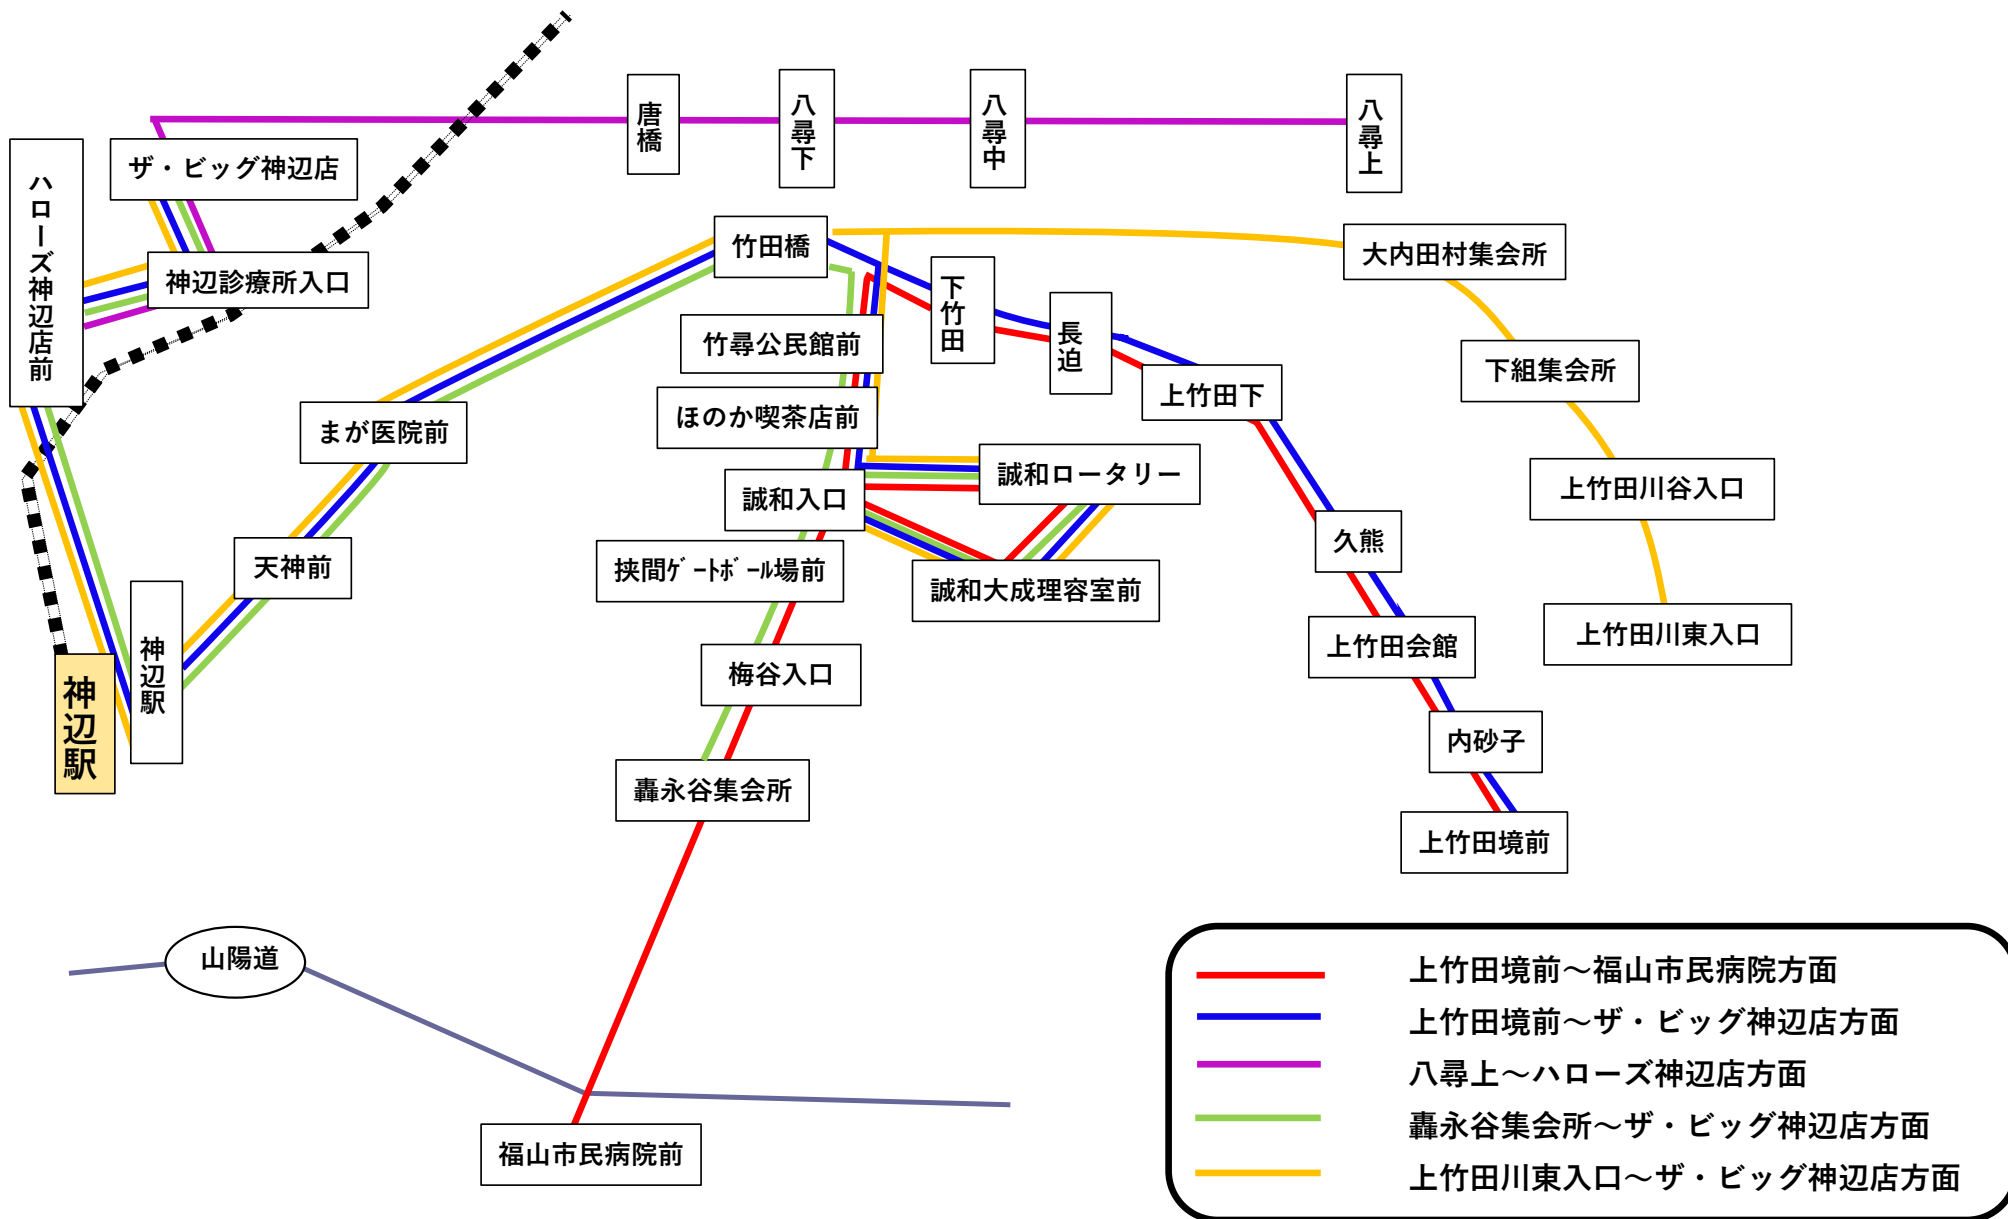 唐橋
八尋下
八尋中
八尋上
ハローズ神辺店前
ザ・ビッグ神辺店
神辺診療所入口
竹田橋
大内田村集会所
下竹田
長迫
竹尋公民館前
下組集会所
上竹田下
ほのか喫茶店前
まが医院前
誠和ロータリー
誠和入口
上竹田川谷入口
久熊
天神前
挟間ｹﾞｰﾄﾎﾞｰﾙ場前
誠和大成理容室前
神辺駅
上竹田川東入口
上竹田会館
梅谷入口
神辺駅
内砂子
轟永谷集会所
上竹田境前
山陽道
福山市民病院前
上竹田境前～福山市民病院方面
上竹田境前～ザ・ビッグ神辺店方面
八尋上～ハローズ神辺店方面
轟永谷集会所～ザ・ビッグ神辺店方面
上竹田川東入口～ザ・ビッグ神辺店方面